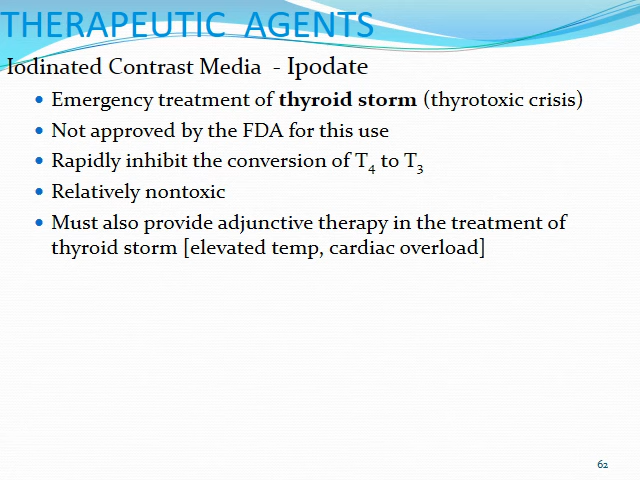 THERAPEUTIC AGENTS
Iodinated Contrast Media - Ipodate
• Emergency treatment of thyroid storm (thyrotoxic crisis)
• Not approved by the FDA for this use
• Rapidly inhibit the conversion of T4 to T3
• Relatively nontoxic
• Must also provide adjunctive therapy in the treatment of
thyroid storm [elevated temp, cardiac overload]
62